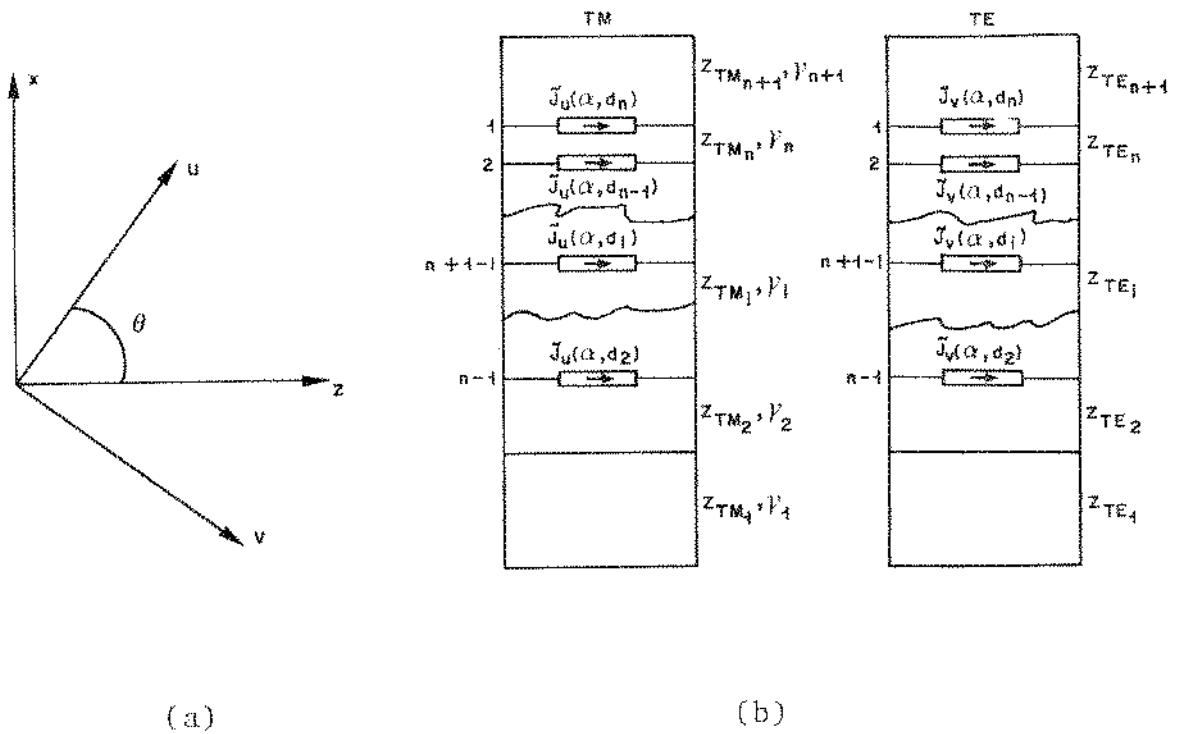 x
u
θ
z
v
(a)
TM
Z_TM_{n+1}, γ_{n+1}
1
J̃_u(α, d_n)
Z_TM_n, γ_n
2
J̃_u(α, d_{n-1})
J̃_u(α, d_i)
n+1-i
Z_TM_i, γ_i
J̃_u(α, d_2)
n-1
Z_TM_2, γ_2
Z_TM_1, γ_1
TE
Z_TE_{n+1}
1
J̃_v(α, d_n)
Z_TE_n
2
J̃_v(α, d_{n-1})
J̃_v(α, d_i)
n+1-i
Z_TE_i
J̃_v(α, d_2)
n-1
Z_TE_2
Z_TE_1
(b)